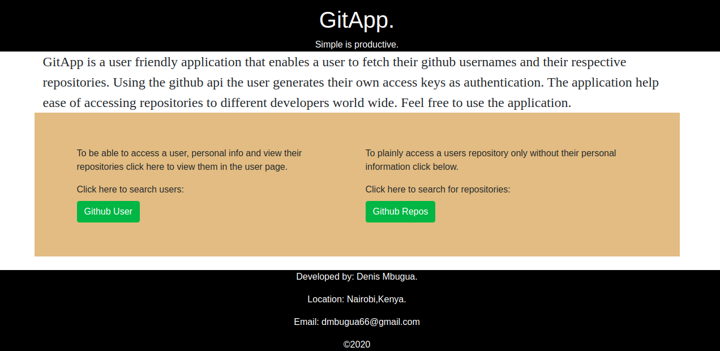 GitApp.
Simple is productive.
GitApp is a user friendly application that enables a user to fetch their github usernames and their respective
repositories. Using the github api the user generates their own access keys as authentication. The application help
ease of accessing repositories to different developers world wide. Feel free to use the application.
To be able to access a user, personal info and view their
repositories click here to view them in the user page.
Click here to search users:
Github User
To plainly access a users repository only without their personal
information click below.
Click here to search for repositories:
Github Repos
Developed by: Denis Mbugua.
Location: Nairobi,Kenya.
Email: dmbugua66@gmail.com
©2020